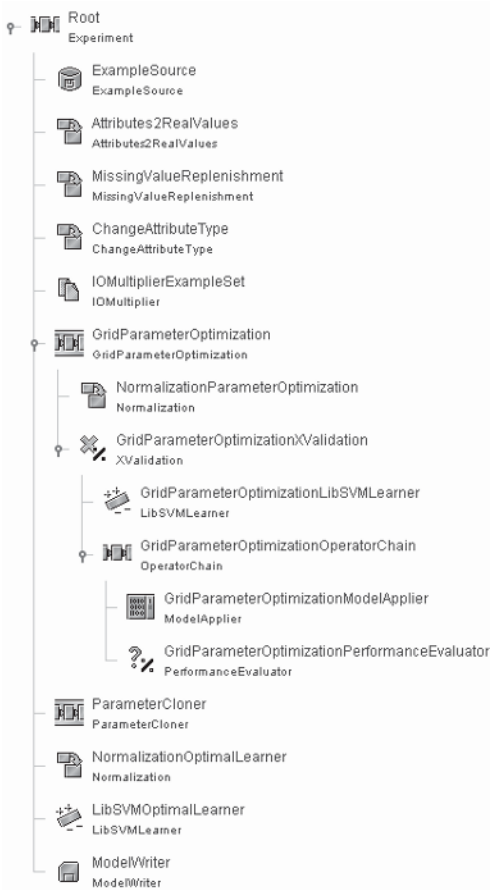 Root
Experiment
ExampleSource
ExampleSource
Attributes2RealValues
Attributes2RealValues
MissingValueReplenishment
MissingValueReplenishment
ChangeAttributeType
ChangeAttributeType
IOMultiplierExampleSet
IOMultiplier
GridParameterOptimization
GridParameterOptimization
NormalizationParameterOptimization
Normalization
GridParameterOptimizationXValidation
XValidation
GridParameterOptimizationLibSVMLearner
LibSVMLearner
GridParameterOptimizationOperatorChain
OperatorChain
GridParameterOptimizationModelApplier
ModelApplier
GridParameterOptimizationPerformanceEvaluator
PerformanceEvaluator
ParameterCloner
ParameterCloner
NormalizationOptimalLearner
Normalization
LibSVMOptimalLearner
LibSVMLearner
ModelWriter
ModelWriter